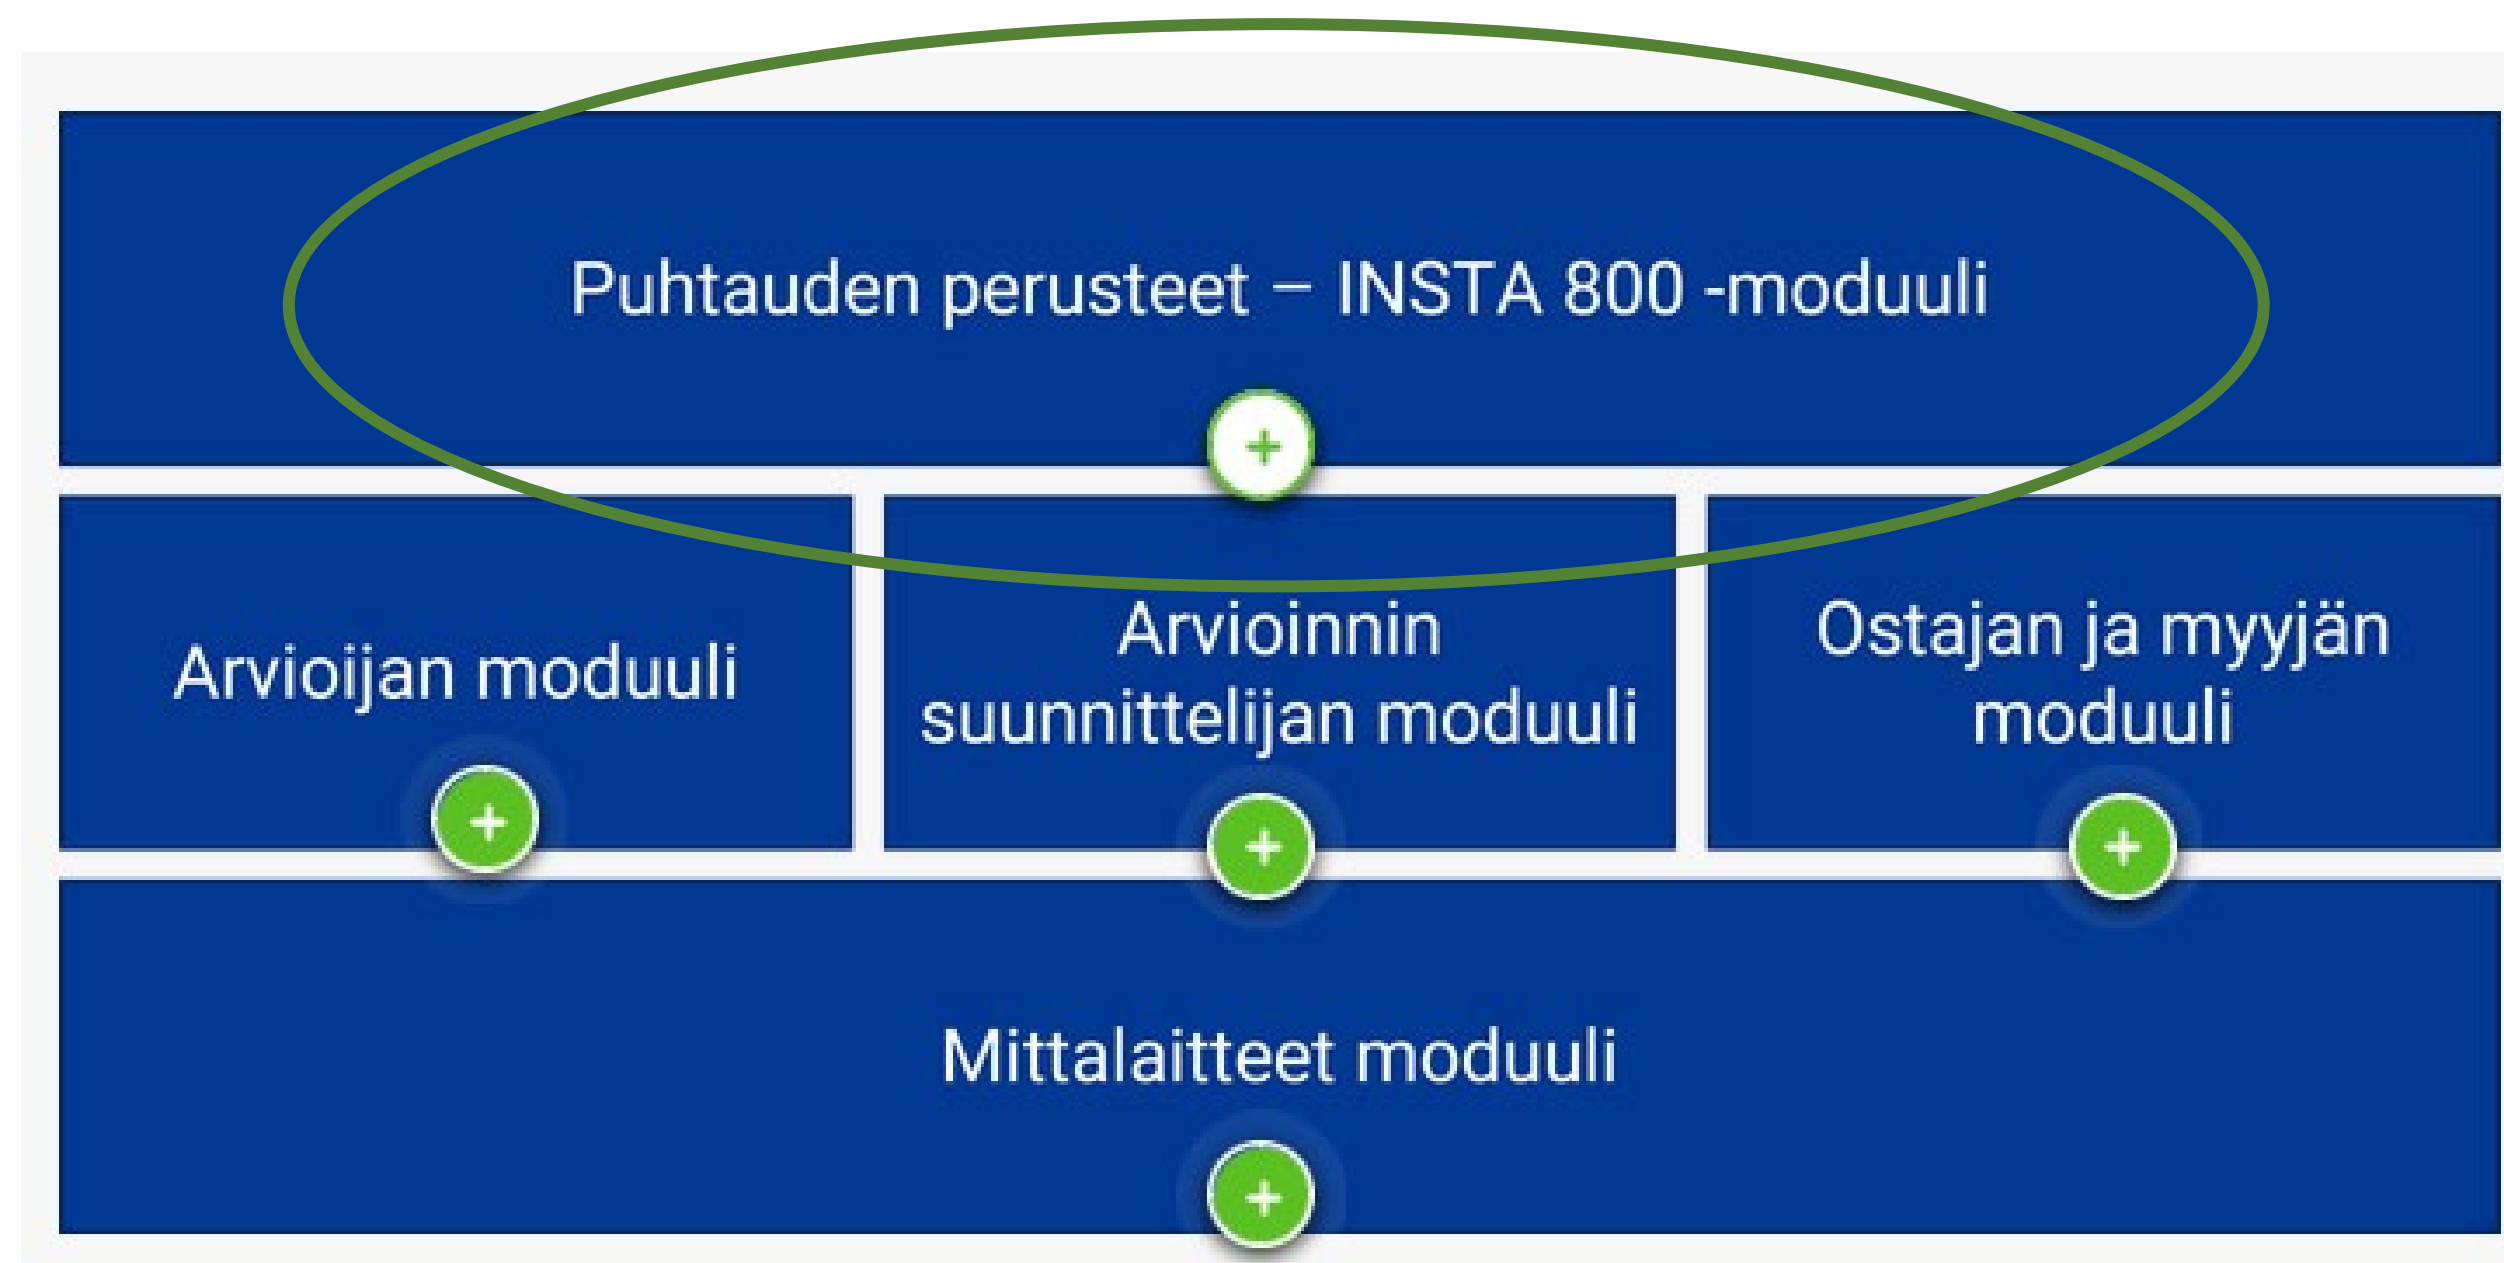 Puhtauden perusteet – INSTA 800 -moduuli
Arvioijan moduuli
Arvioinnin
suunnittelijan moduuli
Ostajan ja myyjän
moduuli
Mittalaitteet moduuli